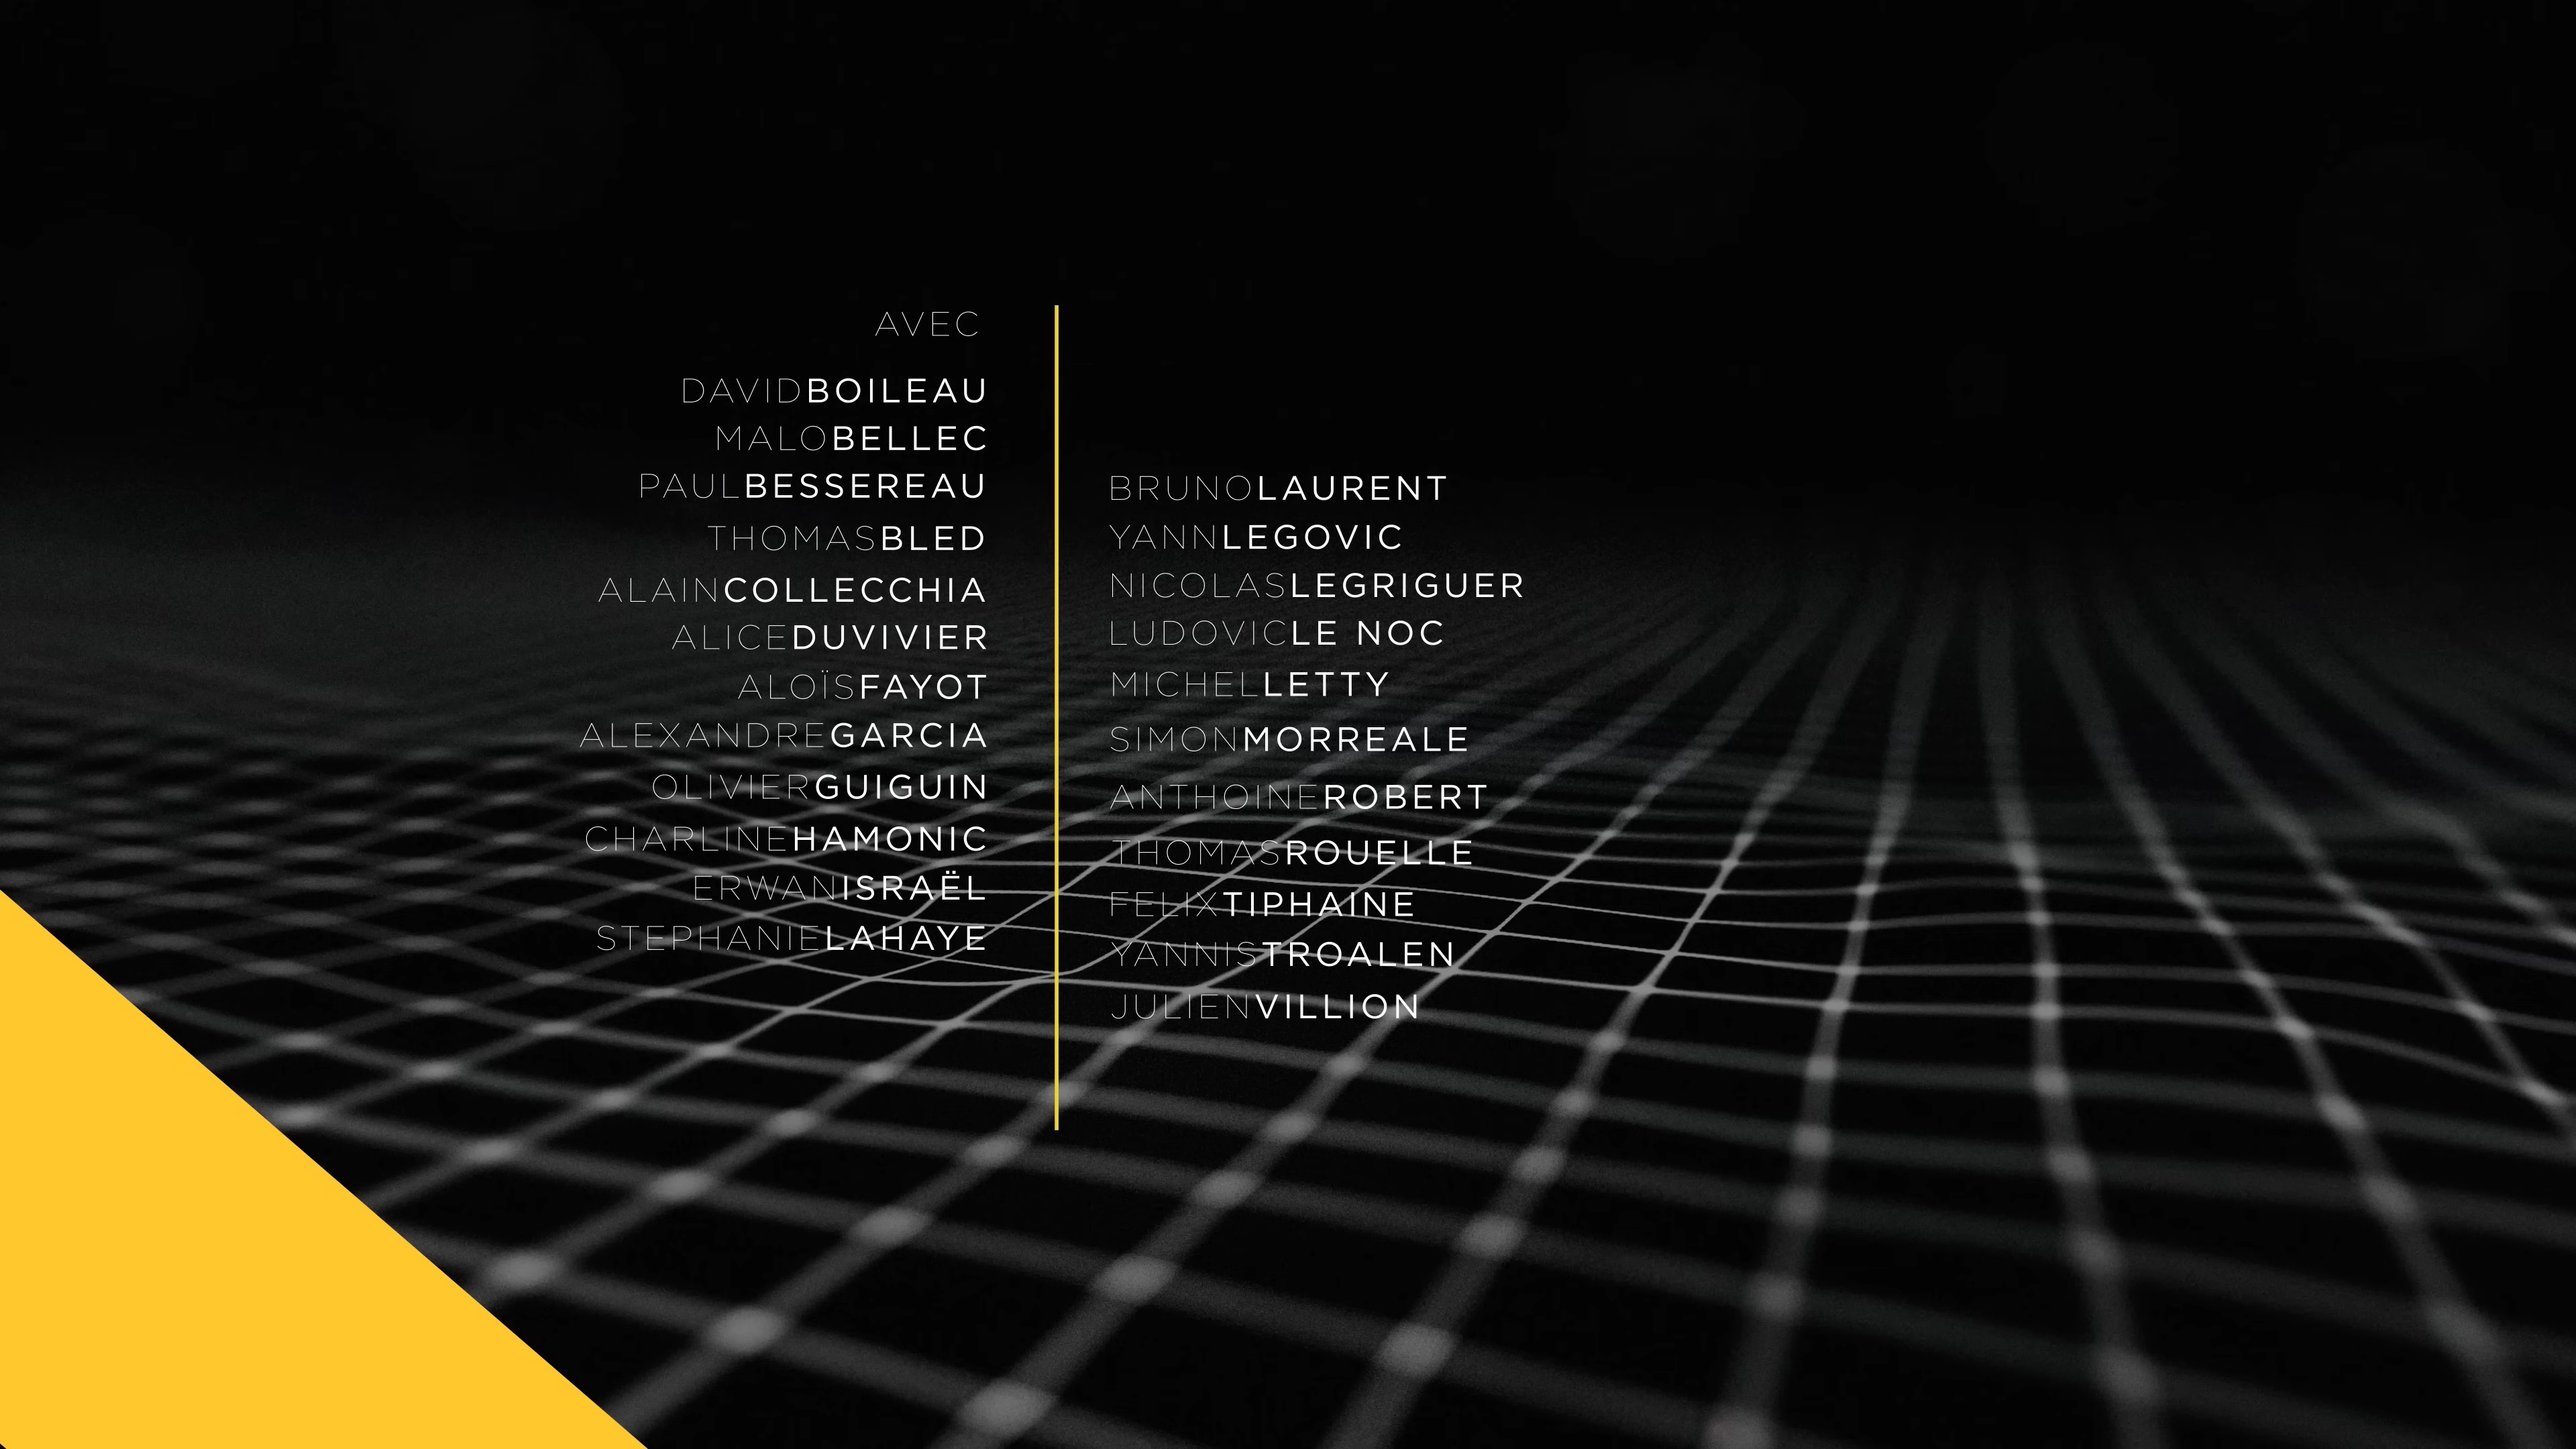 AVEC
DAVIDBOILEAU
MALOBELLEC
PAULBESSEREAU
THOMASBLED
ALAINCOLLECCHIA
ALICEDUVIVIER
ALOÏSFAYOT
ALEXANDREGARCIA
OLIVIERGUIGUIN
CHARLINEHAMONIC
ERWANISRAËL
STEPHANIELAHAYE
BRUNOLAURENT
YANNLEGOVIC
NICOLASLEGRIGUER
LUDOVICLE NOC
MICHELLETTY
SIMONMORREALE
ANTHOINEROBERT
THOMASROUELLE
FELIXTIPHAINE
YANNISTROALEN
JULIENVILLION